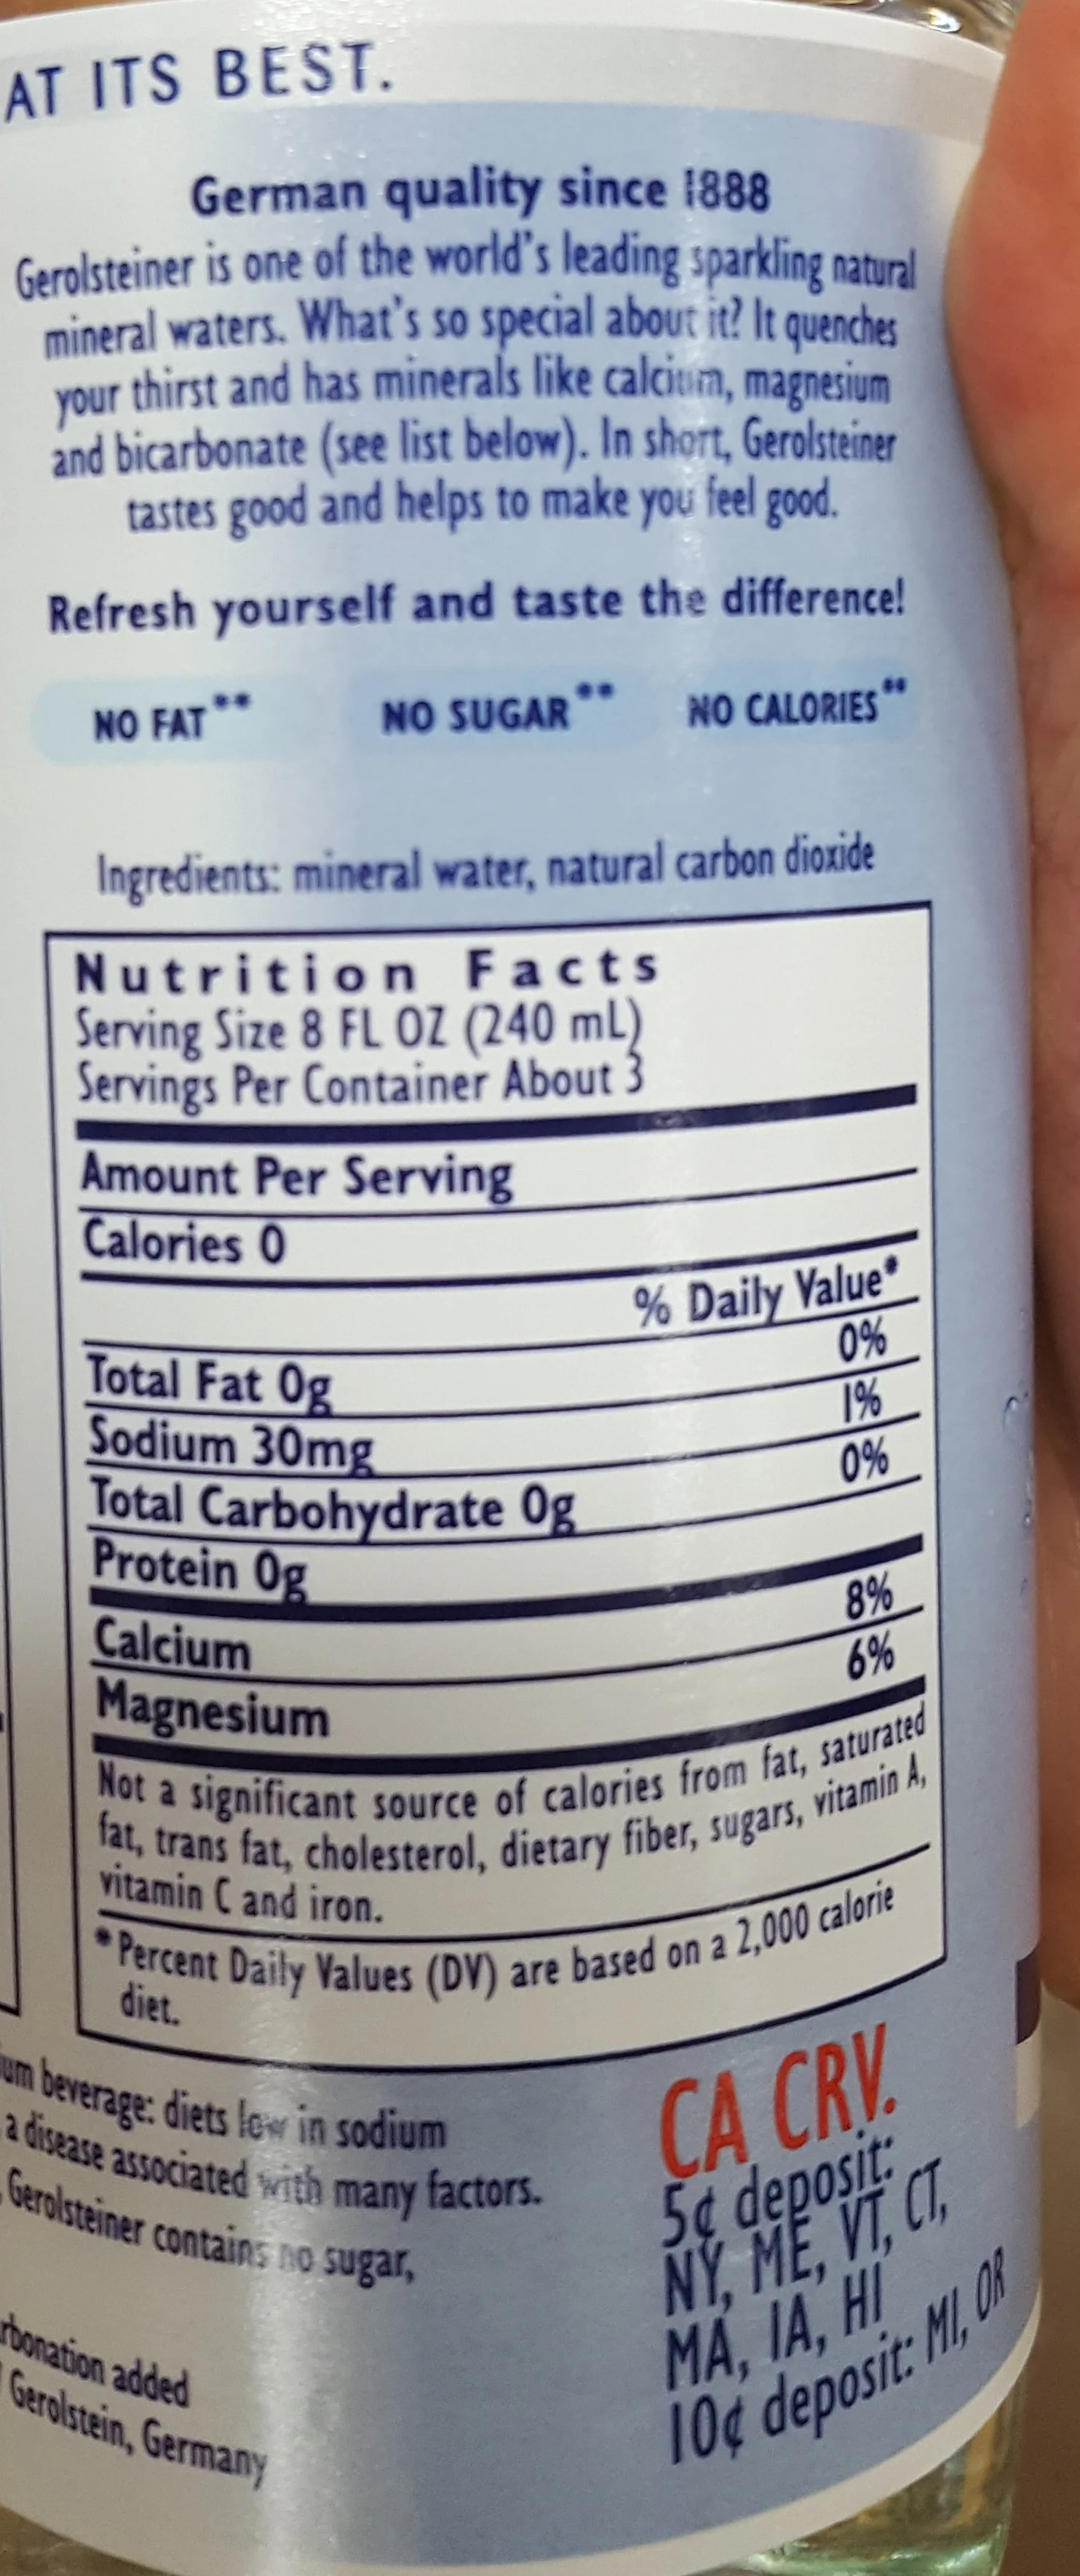 AT ITS BEST.
German quality since 1888
Gerolsteiner is one of the world's leading sparkling natural
mineral waters. What's so special about it? It quenches
your thirst and has minerals like calcium, magnesium
and bicarbonate (see list below). In short, Gerolsteiner
tastes good and helps to make you feel good.
Refresh yourself and taste the difference!
NO FAT** NO SUGAR** NO CALORIES**
Ingredients: mineral water, natural carbon dioxide
Nutrition Facts
Serving Size 8 FL OZ (240 mL)
Servings Per Container About 3
Amount Per Serving
Calories 0
% Daily Value*
Total Fat 0g 0%
Sodium 30mg 1%
Total Carbohydrate 0g 0%
Protein 0g
Calcium 8%
Magnesium 6%
Not a significant source of calories from fat, saturated
fat, trans fat, cholesterol, dietary fiber, sugars, vitamin A,
vitamin C and iron.
*Percent Daily Values (DV) are based on a 2,000 calorie
diet.
beverage: diets low in sodium
a disease associated with many factors.
Gerolsteiner contains no sugar,
added
Gerolstein, Germany
CA CRV.
5¢ deposit:
NY, ME, VT, CT,
MA, IA, HI
10¢ deposit: MI, OR